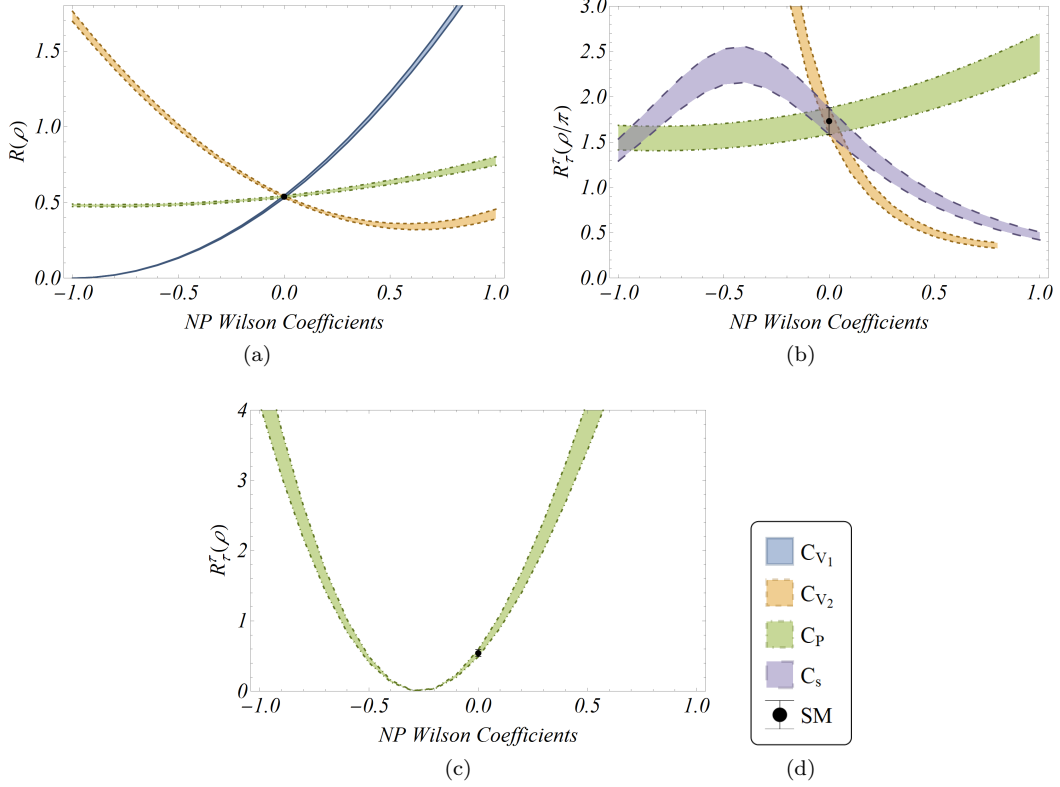 R(ρ)
1.5
1.0
0.5
0.0
−1.0 −0.5 0.0 0.5 1.0
NP Wilson Coefficients
(a)
R^τ_τ(ρ/π)
3.0
2.5
2.0
1.5
1.0
0.5
0.0
−1.0 −0.5 0.0 0.5 1.0
NP Wilson Coefficients
(b)
R^τ_τ(ρ)
4
3
2
1
0
−1.0 −0.5 0.0 0.5 1.0
NP Wilson Coefficients
(c)
C_V₁
C_V₂
C_P
C_s
SM
(d)